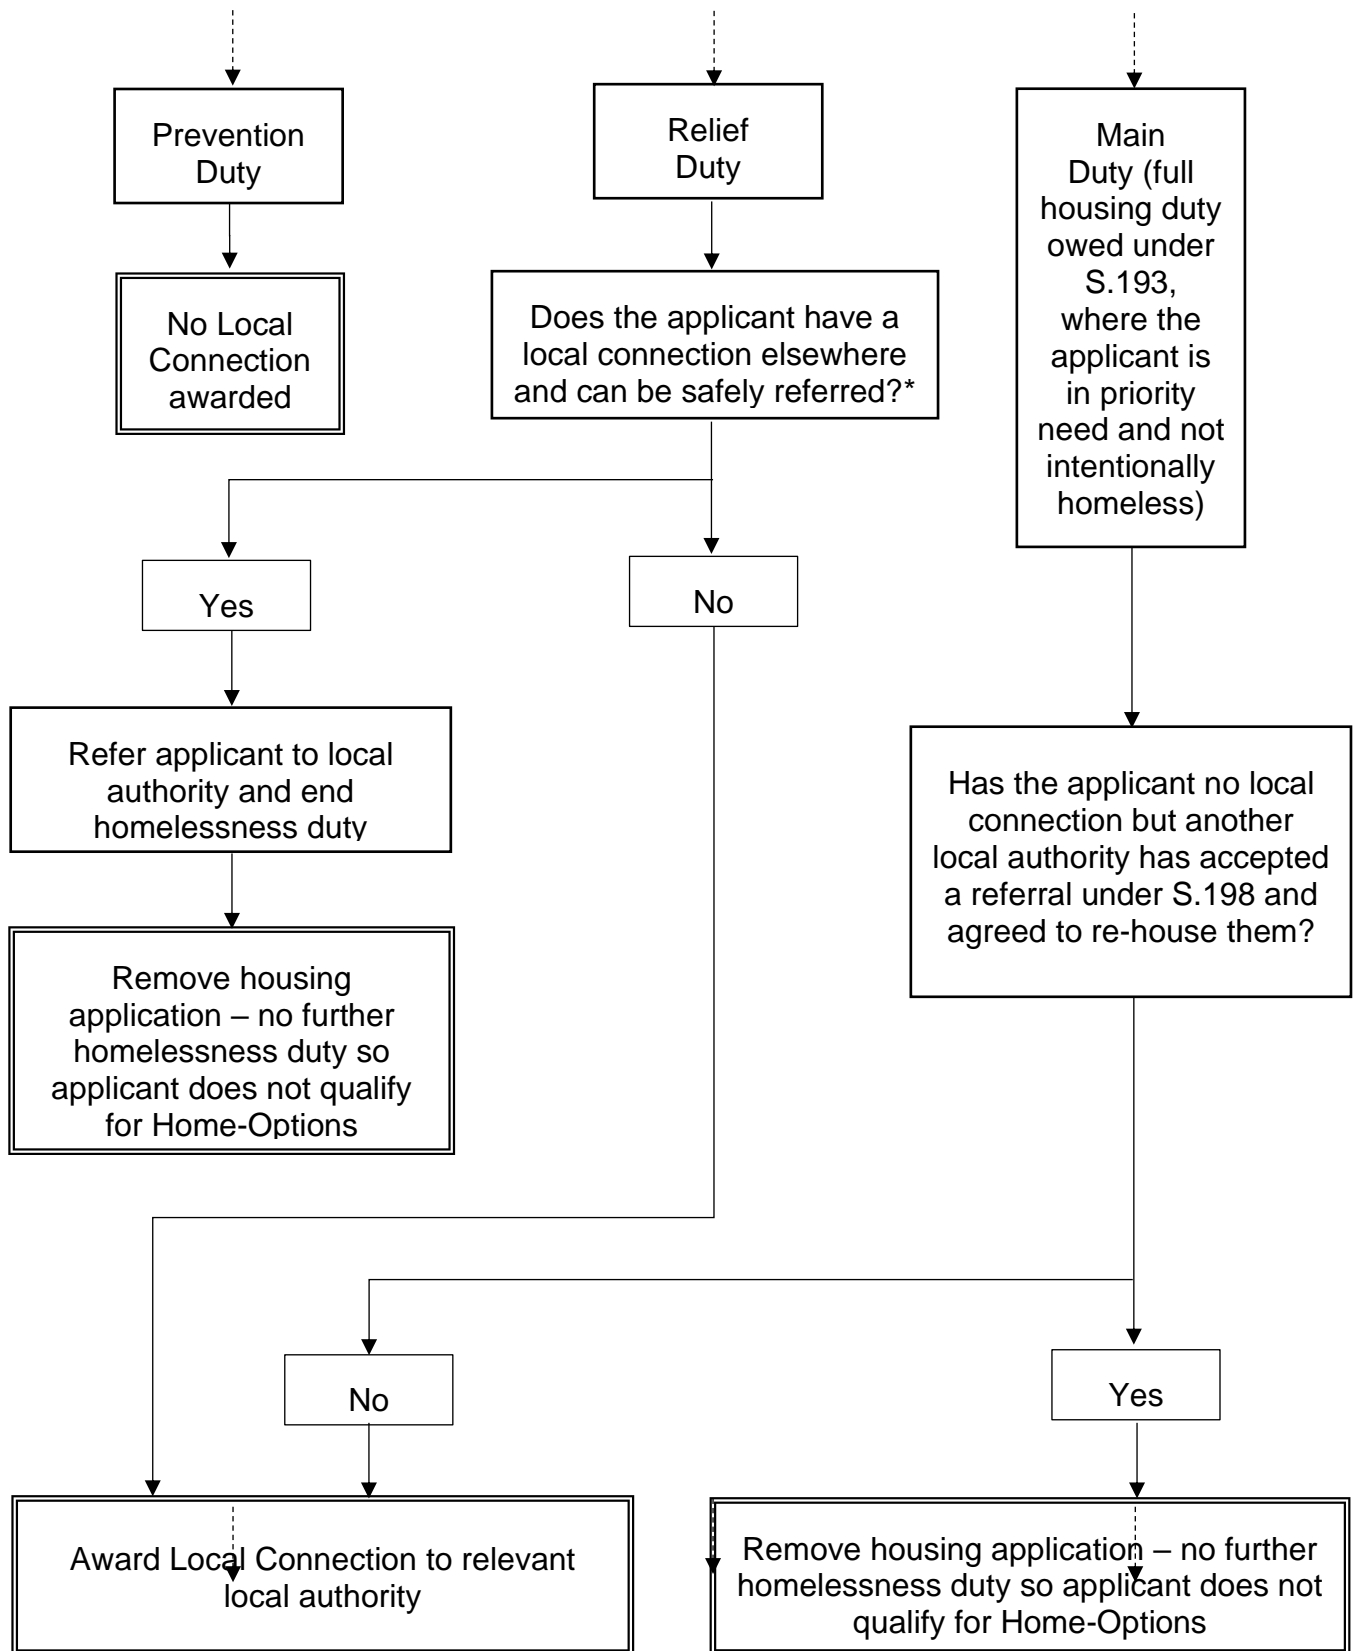 Prevention
Duty
Relief
Duty
Main
Duty (full
housing duty
owed under
S.193,
where the
applicant is
in priority
need and not
intentionally
homeless)
No Local
Connection
awarded
Does the applicant have a
local connection elsewhere
and can be safely referred?*
Yes
No
Refer applicant to local
authority and end
homelessness duty
Has the applicant no local
connection but another
local authority has accepted
a referral under S.198 and
agreed to re-house them?
Remove housing
application – no further
homelessness duty so
applicant does not qualify
for Home-Options
No
Yes
Award Local Connection to relevant
local authority
Remove housing application – no further
homelessness duty so applicant does not
qualify for Home-Options